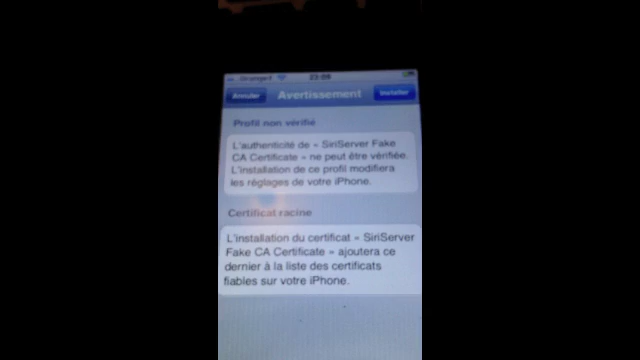 23:08
Annuler Avertissement Installer
Profil non vérifié
L'authenticité de « SiriServer Fake
CA Certificate » ne peut être vérifiée.
L'installation de ce profil modifiera
les réglages de votre iPhone.
Certificat racine
L'installation du certificat « SiriServer
Fake CA Certificate » ajoutera ce
dernier à la liste des certificats
fiables sur votre iPhone.